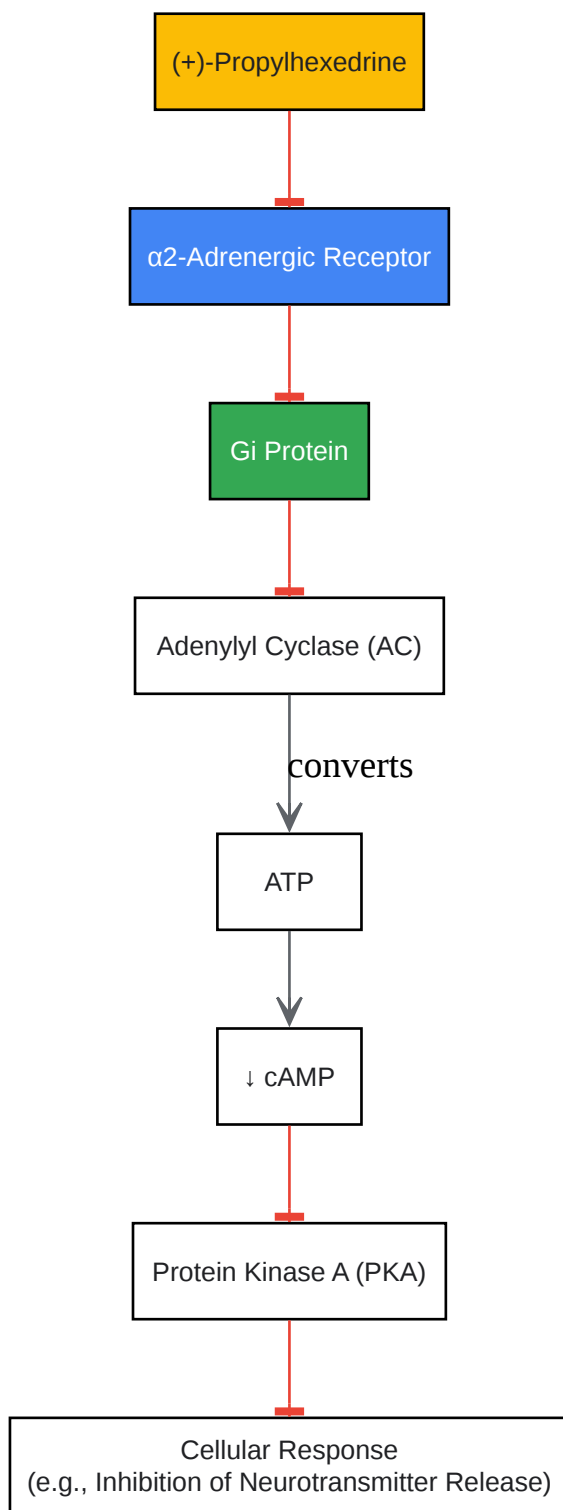 (+)-Propylhexedrine
α2-Adrenergic Receptor
Gi Protein
Adenylyl Cyclase (AC)
converts
ATP
↓ cAMP
Protein Kinase A (PKA)
Cellular Response
(e.g., Inhibition of Neurotransmitter Release)